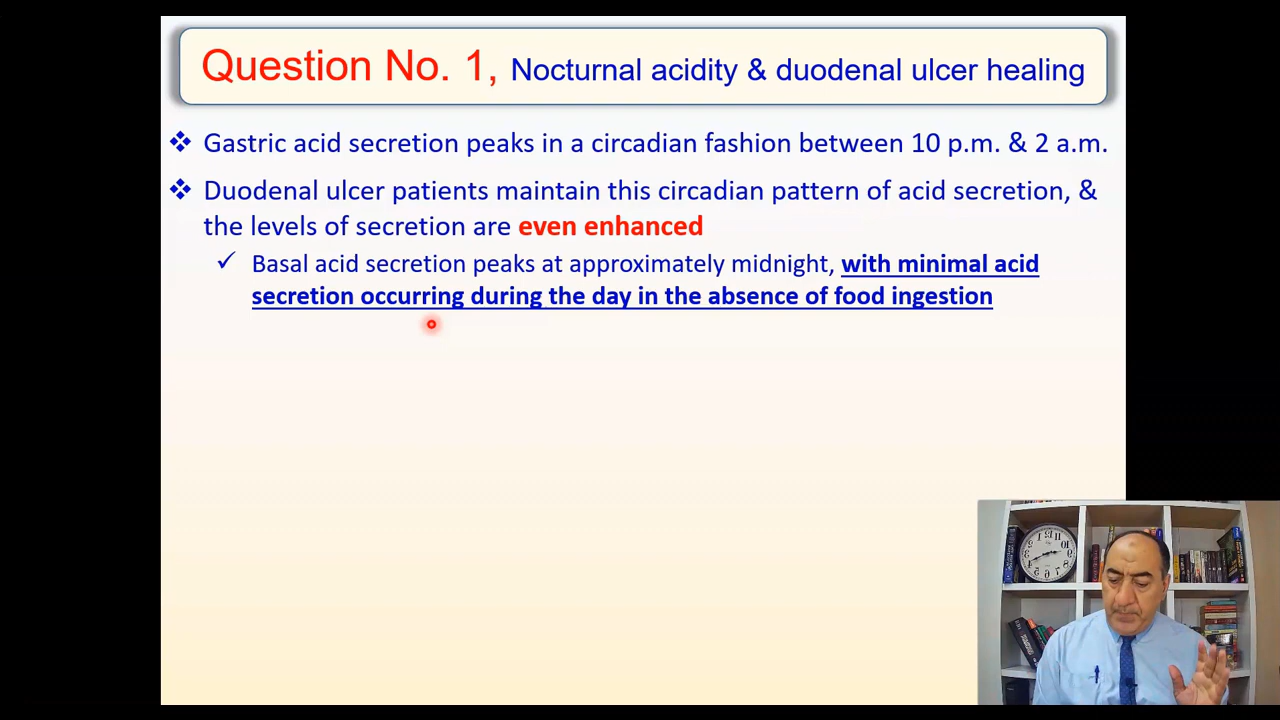 Question No. 1, Nocturnal acidity & duodenal ulcer healing
❖ Gastric acid secretion peaks in a circadian fashion between 10 p.m. & 2 a.m.
❖ Duodenal ulcer patients maintain this circadian pattern of acid secretion, &
the levels of secretion are even enhanced
✓ Basal acid secretion peaks at approximately midnight, with minimal acid
secretion occurring during the day in the absence of food ingestion